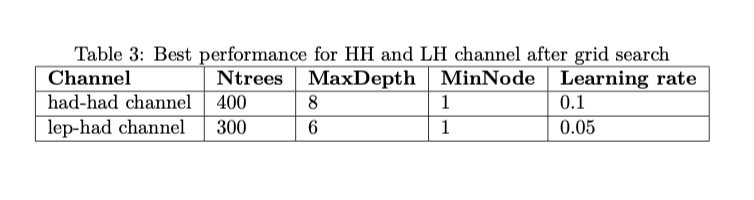 Table 3: Best performance for HH and LH channel after grid search
Channel Ntrees MaxDepth MinNode Learning rate
had-had channel 400 8 1 0.1
lep-had channel 300 6 1 0.05